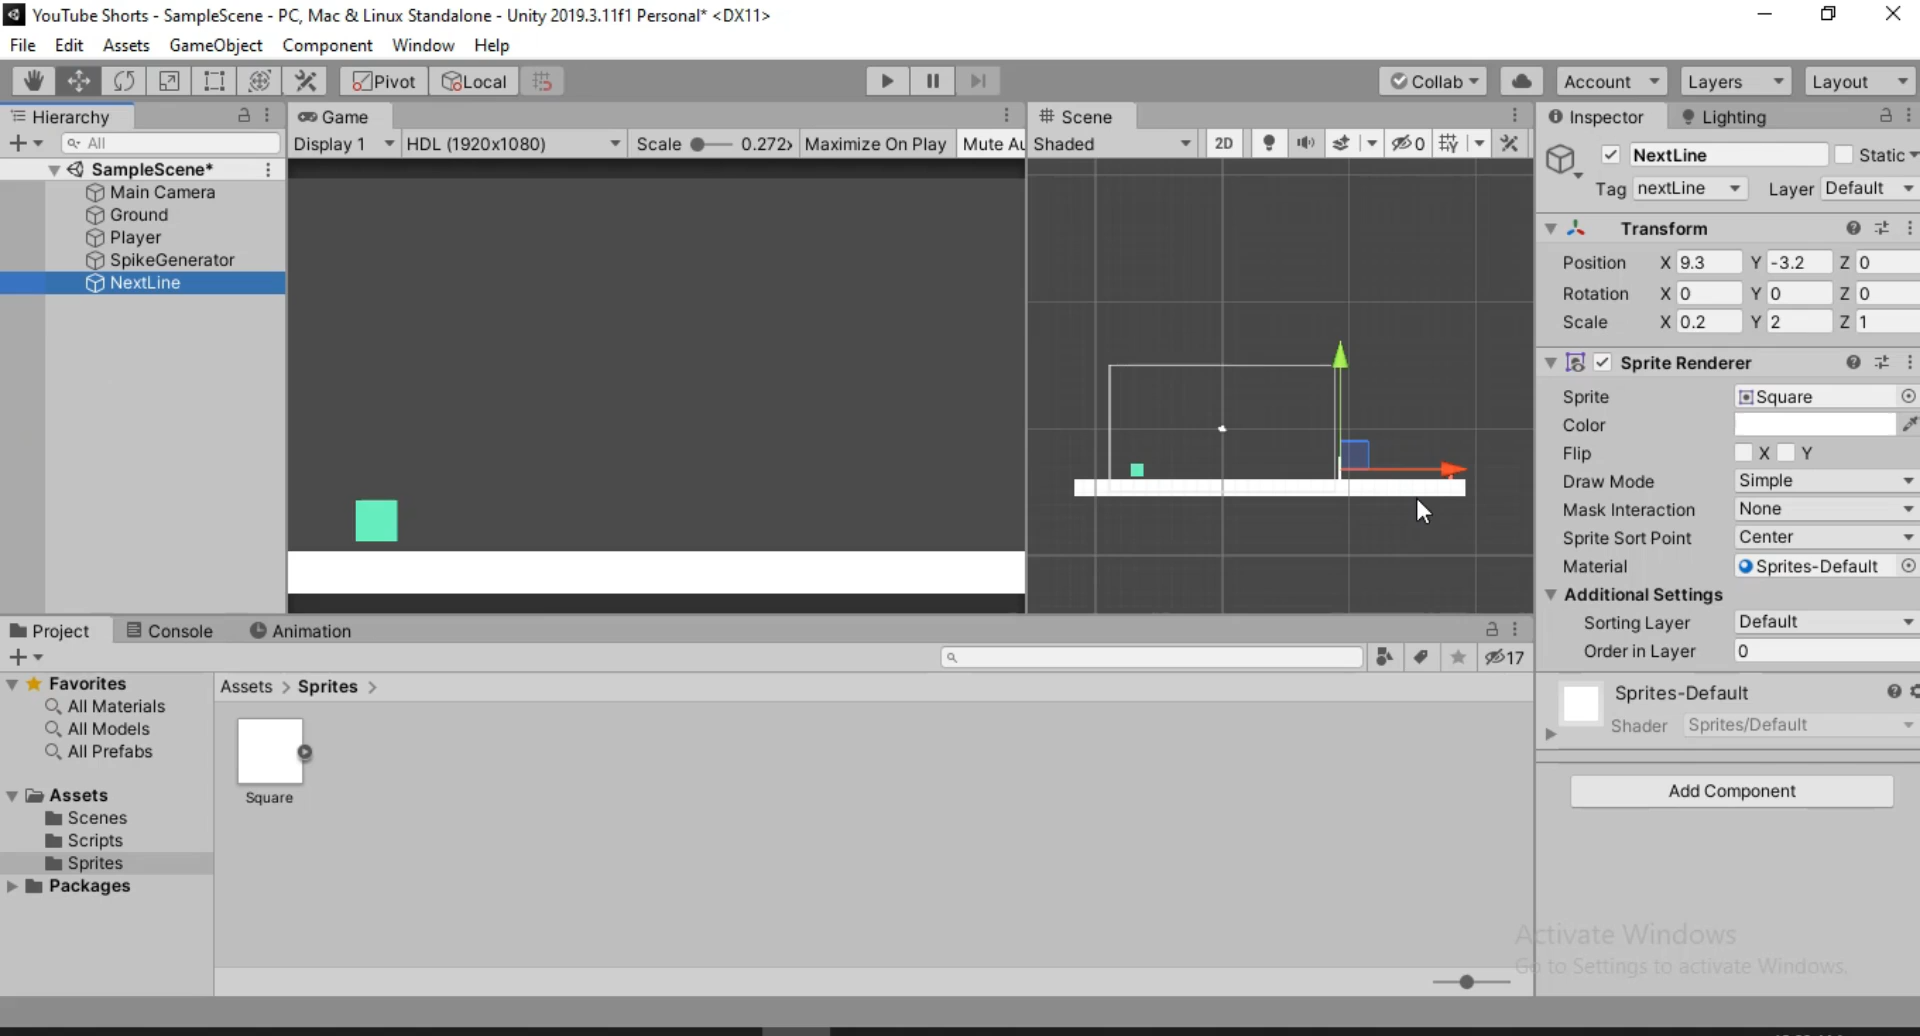 YouTube Shorts - SampleScene - PC, Mac & Linux Standalone - Unity 2019.3.11f1 Personal* <DX11>
File Edit Assets GameObject Component Window Help
Pivot Local Collab Account Layers Layout
Hierarchy
All
SampleScene*
Main Camera
Ground
Player
SpikeGenerator
NextLine
Game
Display 1 HDL (1920x1080) Scale 0.272x Maximize On Play Mute Au
Scene
Shaded 2D 0
Inspector Lighting
NextLine Static
Tag nextLine Layer Default
Transform
Position X 9.3 Y -3.2 Z 0
Rotation X 0 Y 0 Z 0
Scale X 0.2 Y 2 Z 1
Sprite Renderer
Sprite Square
Color
Flip X Y
Draw Mode Simple
Mask Interaction None
Sprite Sort Point Center
Material Sprites-Default
Additional Settings
Sorting Layer Default
Order in Layer 0
Sprites-Default
Shader Sprites/Default
Add Component
Project Console Animation
17
Favorites
All Materials
All Models
All Prefabs
Assets
Scenes
Scripts
Sprites
Packages
Assets > Sprites >
Square
Activate Windows
Go to Settings to activate Windows.